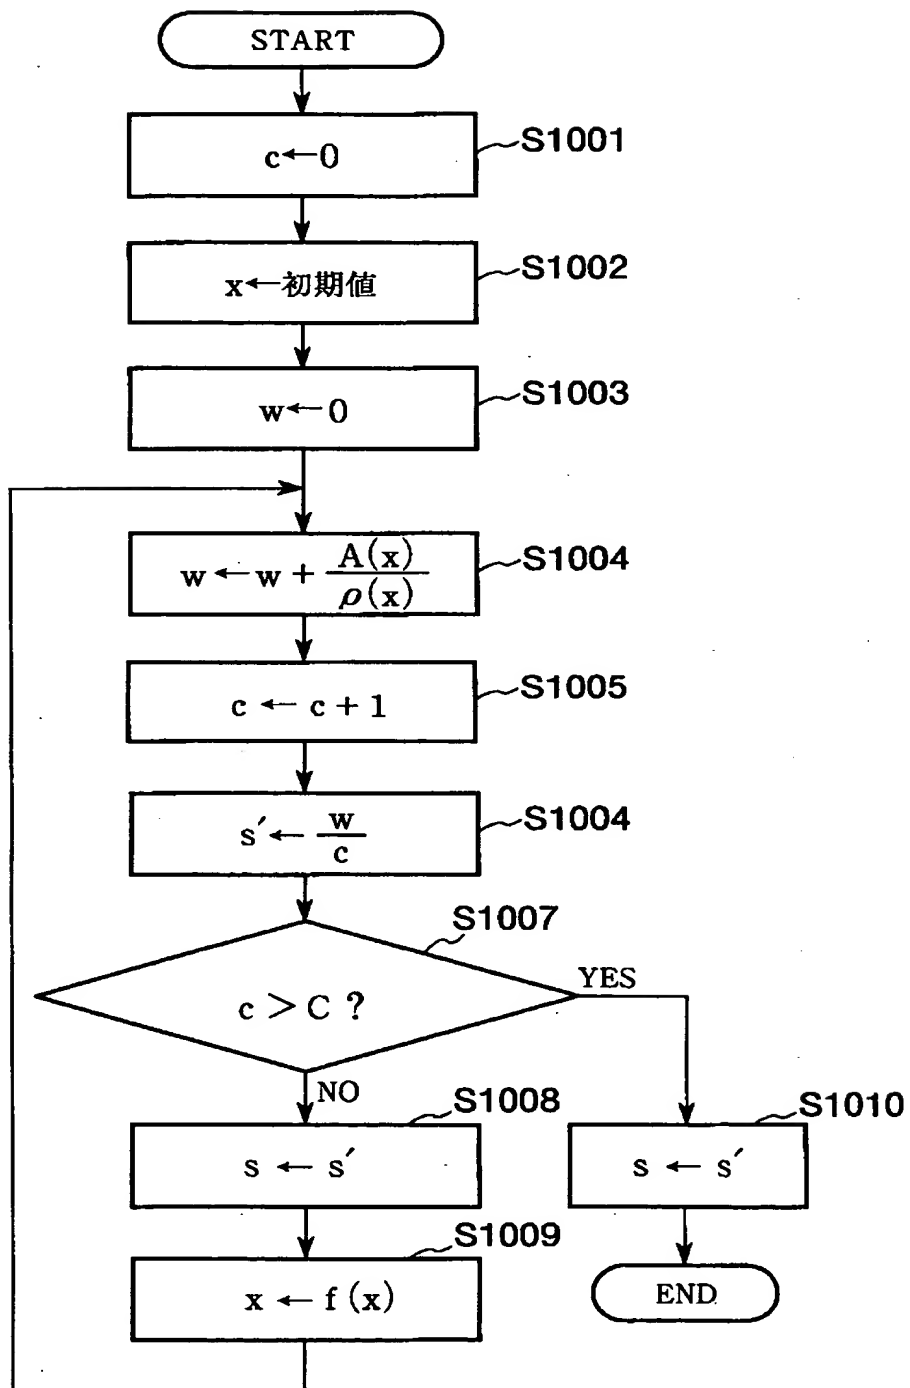 START
c←0
S1001
x←初期値
S1002
w←0
S1003
w ← w + A(x)/ρ(x)
S1004
c ← c + 1
S1005
s′ ← w/c
S1004
S1007
c > C ?
YES
NO
S1008
s ← s′
S1010
s ← s′
S1009
x ← f (x)
END